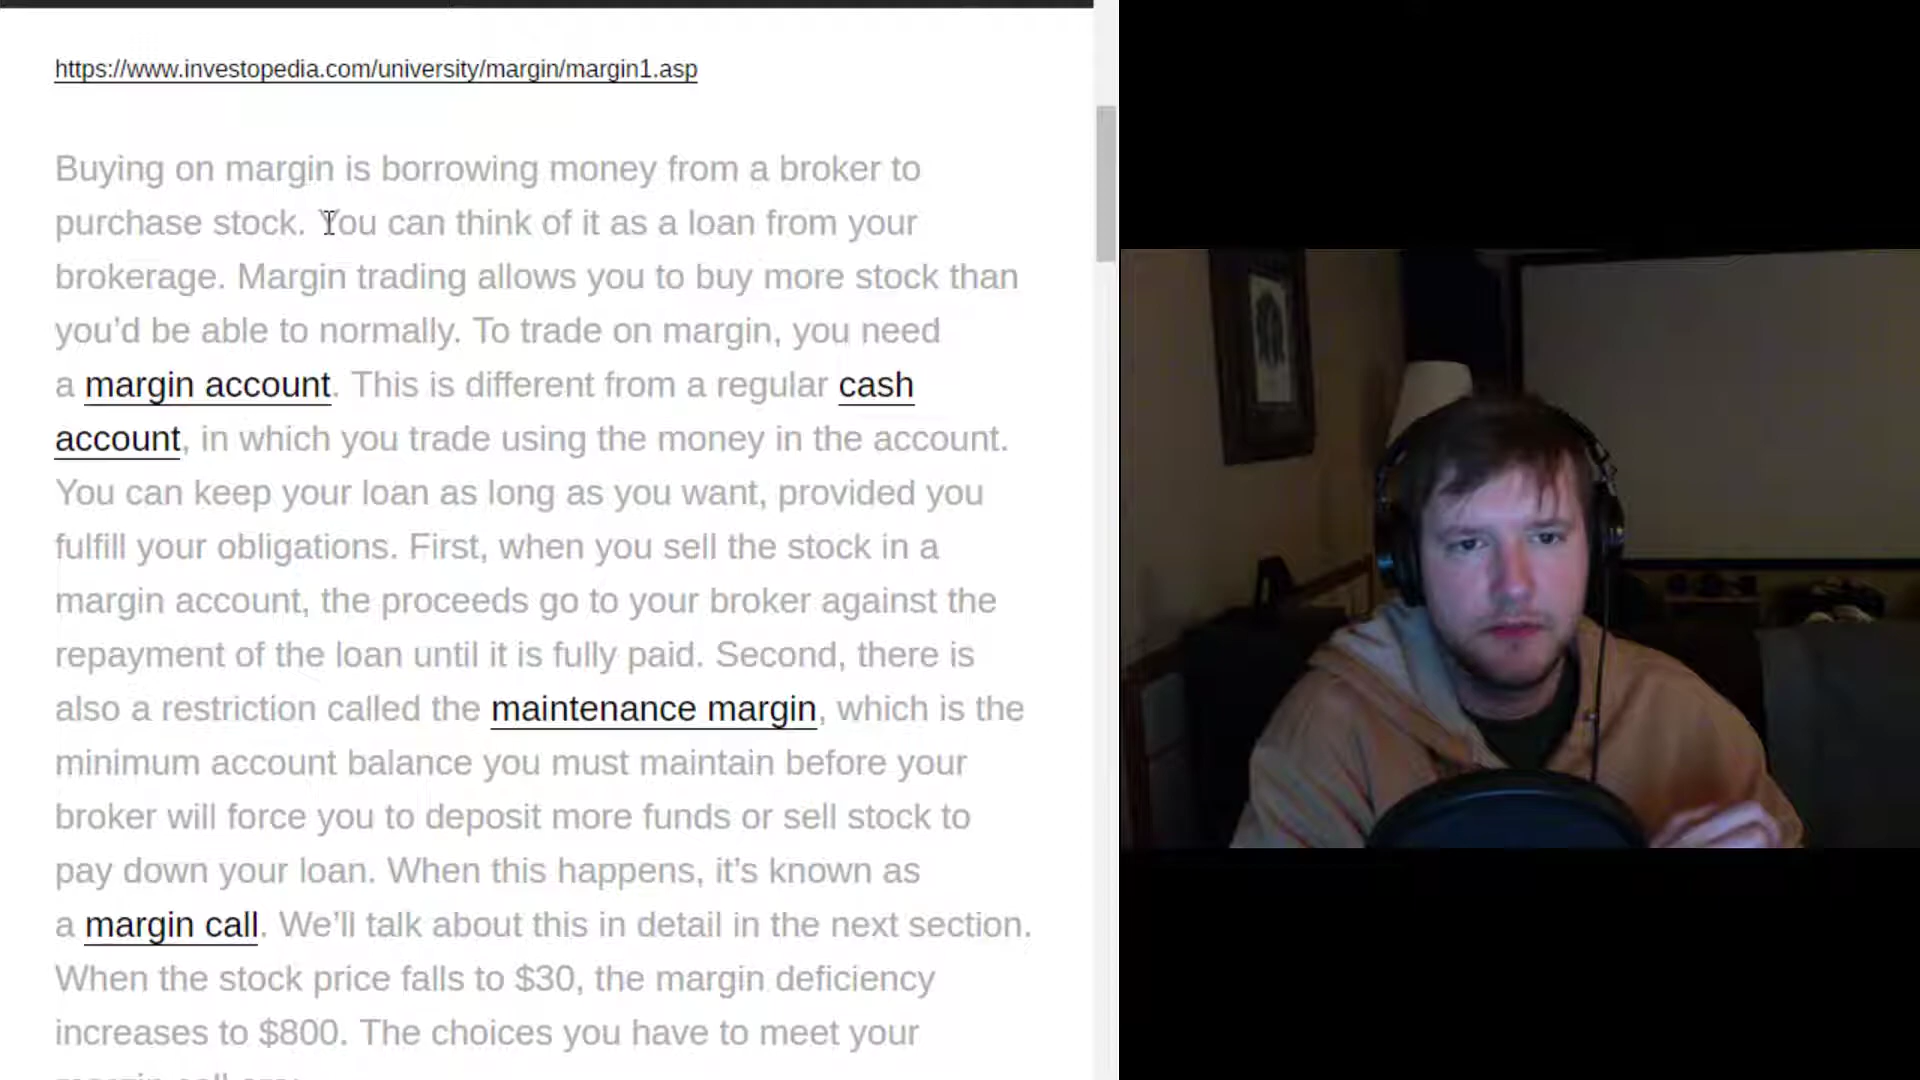 https://www.investopedia.com/university/margin/margin1.asp
Buying on margin is borrowing money from a broker to
purchase stock. You can think of it as a loan from your
brokerage. Margin trading allows you to buy more stock than
you’d be able to normally. To trade on margin, you need
a margin account. This is different from a regular cash
account, in which you trade using the money in the account.
You can keep your loan as long as you want, provided you
fulfill your obligations. First, when you sell the stock in a
margin account, the proceeds go to your broker against the
repayment of the loan until it is fully paid. Second, there is
also a restriction called the maintenance margin, which is the
minimum account balance you must maintain before your
broker will force you to deposit more funds or sell stock to
pay down your loan. When this happens, it’s known as
a margin call. We’ll talk about this in detail in the next section.
When the stock price falls to $30, the margin deficiency
increases to $800. The choices you have to meet your